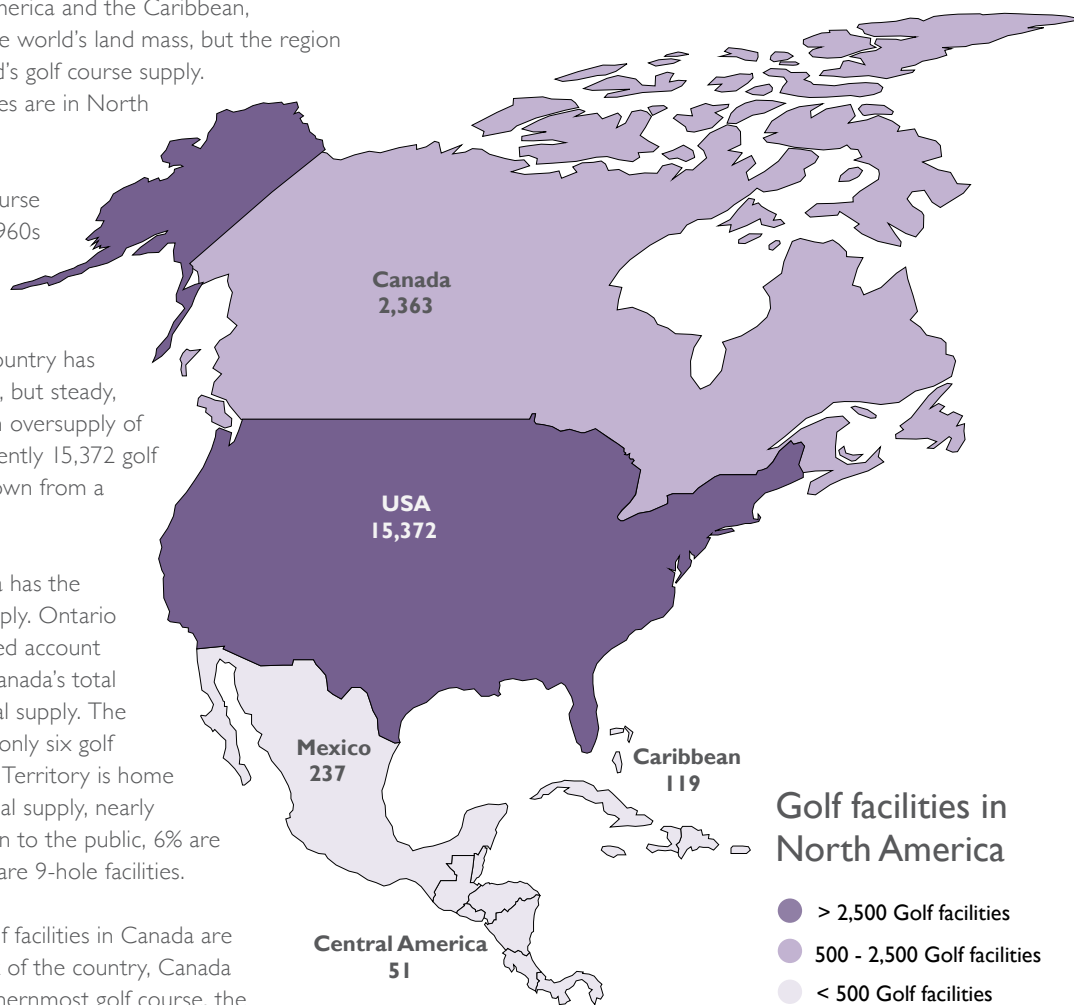 merica and the Caribbean,
e world's land mass, but the region
d's golf course supply.
es are in North
urse
960s
ountry has
, but steady,
n oversupply of
ently 15,372 golf
own from a
a has the
ply. Ontario
ed account
anada's total
al supply. The
only six golf
Territory is home
al supply, nearly
n to the public, 6% are
are 9-hole facilities.
f facilities in Canada are
of the country, Canada
hernmost golf course, the
Canada
2,363
USA
15,372
Mexico
237
Caribbean
119
Central America
51
Golf facilities in
North America
> 2,500 Golf facilities
500 - 2,500 Golf facilities
< 500 Golf facilities